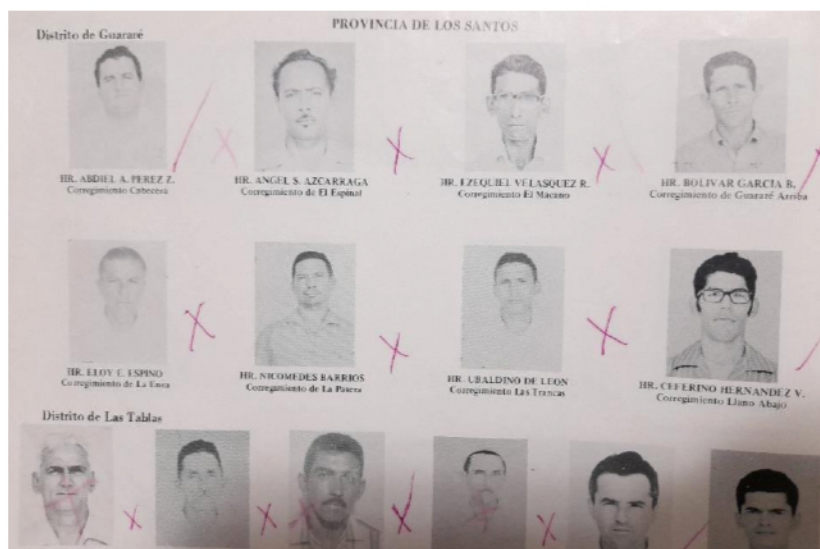 PROVINCIA DE LOS SANTOS
Distito de Guararé
HR. ABDIEL A. PEREZ Z.
Corregimiento Cabecera
HR. ANGEL S. AZCARRAGA
Corregimiento de El Espinal
HR. EZEQUIEL VELASQUEZ R.
Corregimiento El Macano
HR. BOLIVAR GARCIA B.
Corregimiento de Guararé Arriba
HR. ELOY E. ESPINO
Corregimiento de La Enea
HR. NICOMEDES BARRIOS
Corregimiento de La Pasera
HR. UBALDINO DE LEON
Corregimiento Las Trancas
HR. CEFERINO HERNANDEZ V.
Corregimiento Llano Abajo
Distrito de Las Tablas